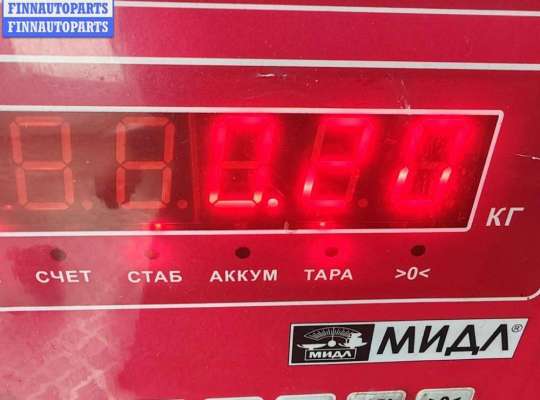 FINNAUTOPARTS
FINNAUTOPARTS
0.20
КГ
СЧЕТ СТАБ АККУМ ТАРА >0<
МИДЛ МИДЛ®